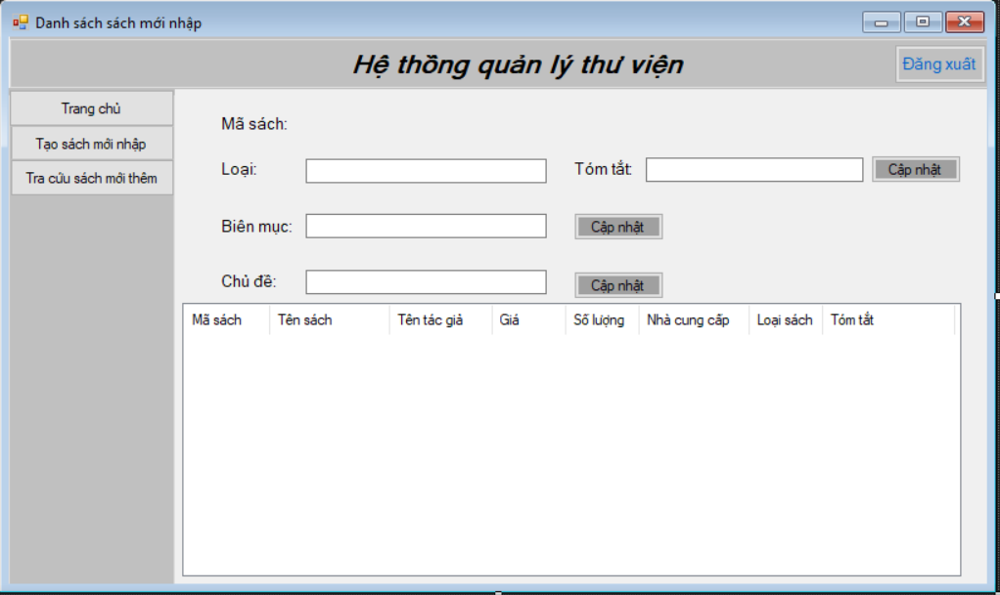 Danh sách sách mới nhập
Hệ thồng quản lý thư viện
Đăng xuất
Trang chủ
Tạo sách mới nhập
Tra cứu sách mới thêm
Mã sách:
Loại:
Tóm tắt:
Cập nhật
Biên mục:
Cập nhật
Chủ đề:
Cập nhật
Mã sách Tên sách Tên tác giả Giá Số lượng Nhà cung cấp Loại sách Tóm tắt